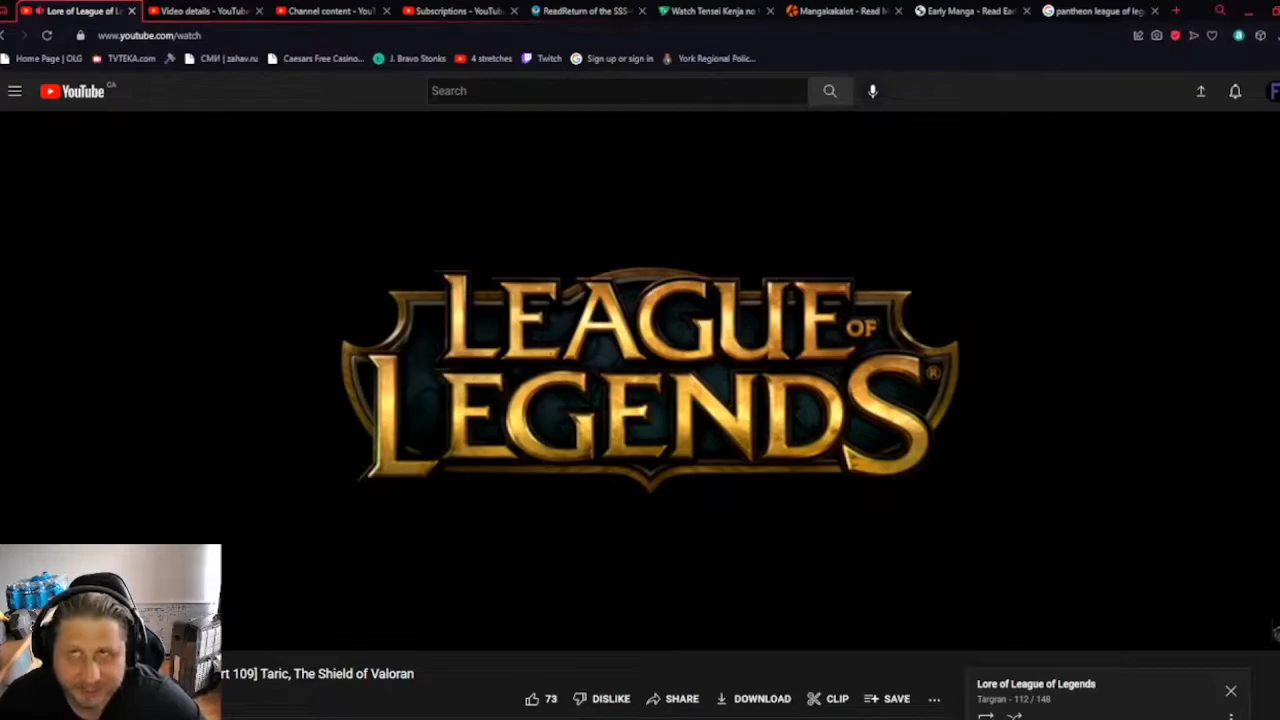 Lore of League of L
Video details - YouTube
Channel content - YouT
Subscriptions - YouTub
ReadReturn of the SSS-
Watch Tensei Kenja no
Mangakakalot - Read M
Early Manga - Read Ear
pantheon league of leg
www.youtube.com/watch
Home Page | OLG
TVTEKA.com
СМИ | zahav.ru
Caesars Free Casino...
J. Bravo Stonks
4 stretches
Twitch
Sign up or sign in
York Regional Polic...
YouTube CA
Search
F
LEAGUE OF
LEGENDS®
rt 109] Taric, The Shield of Valoran
73
DISLIKE
SHARE
DOWNLOAD
CLIP
SAVE
Lore of League of Legends
Targran - 112 / 148